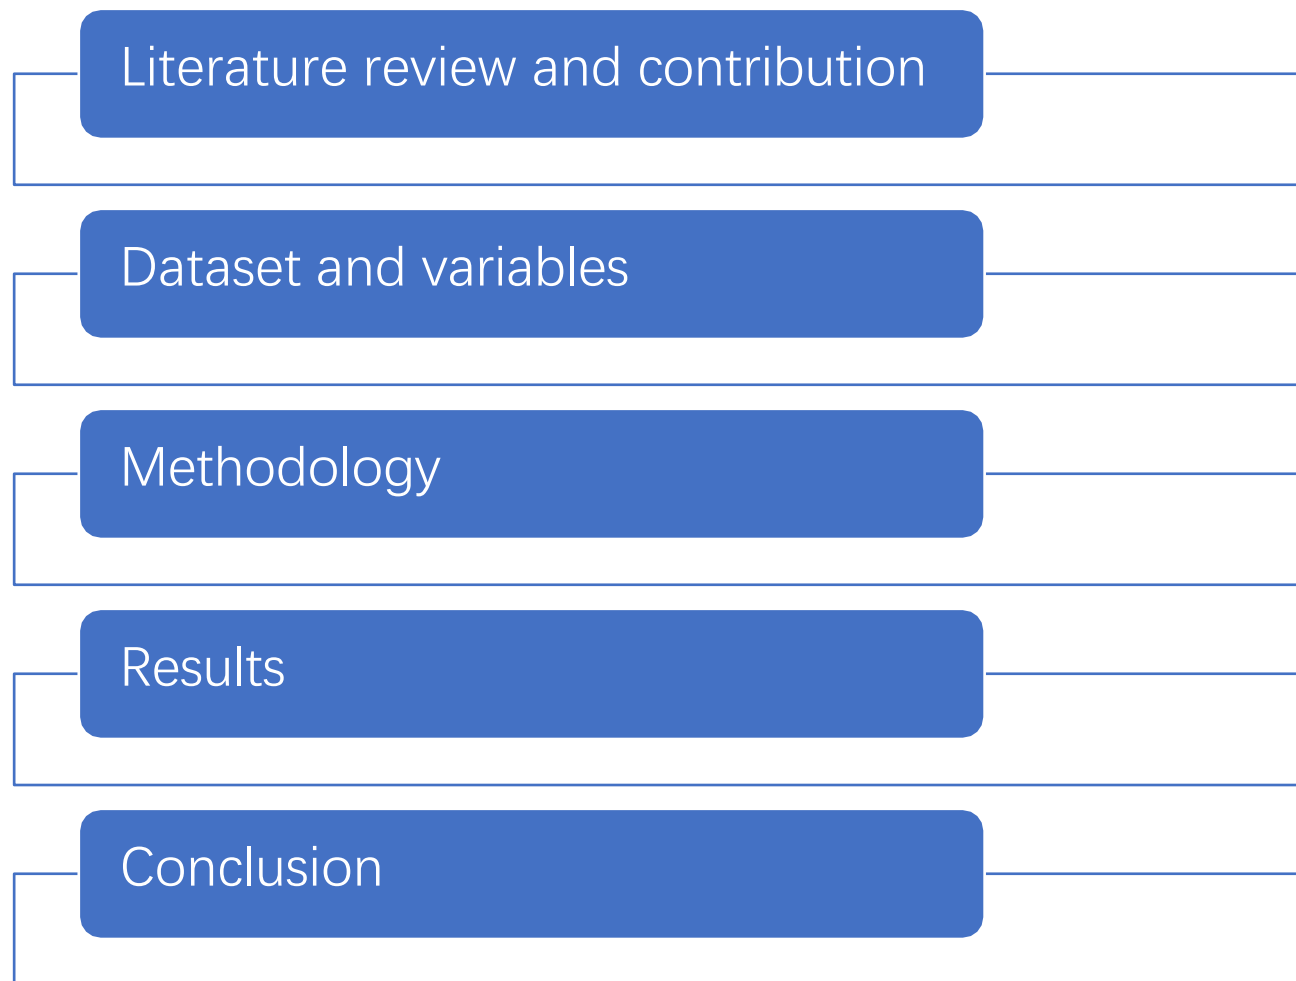 Literature review and contribution
Dataset and variables
Methodology
Results
Conclusion